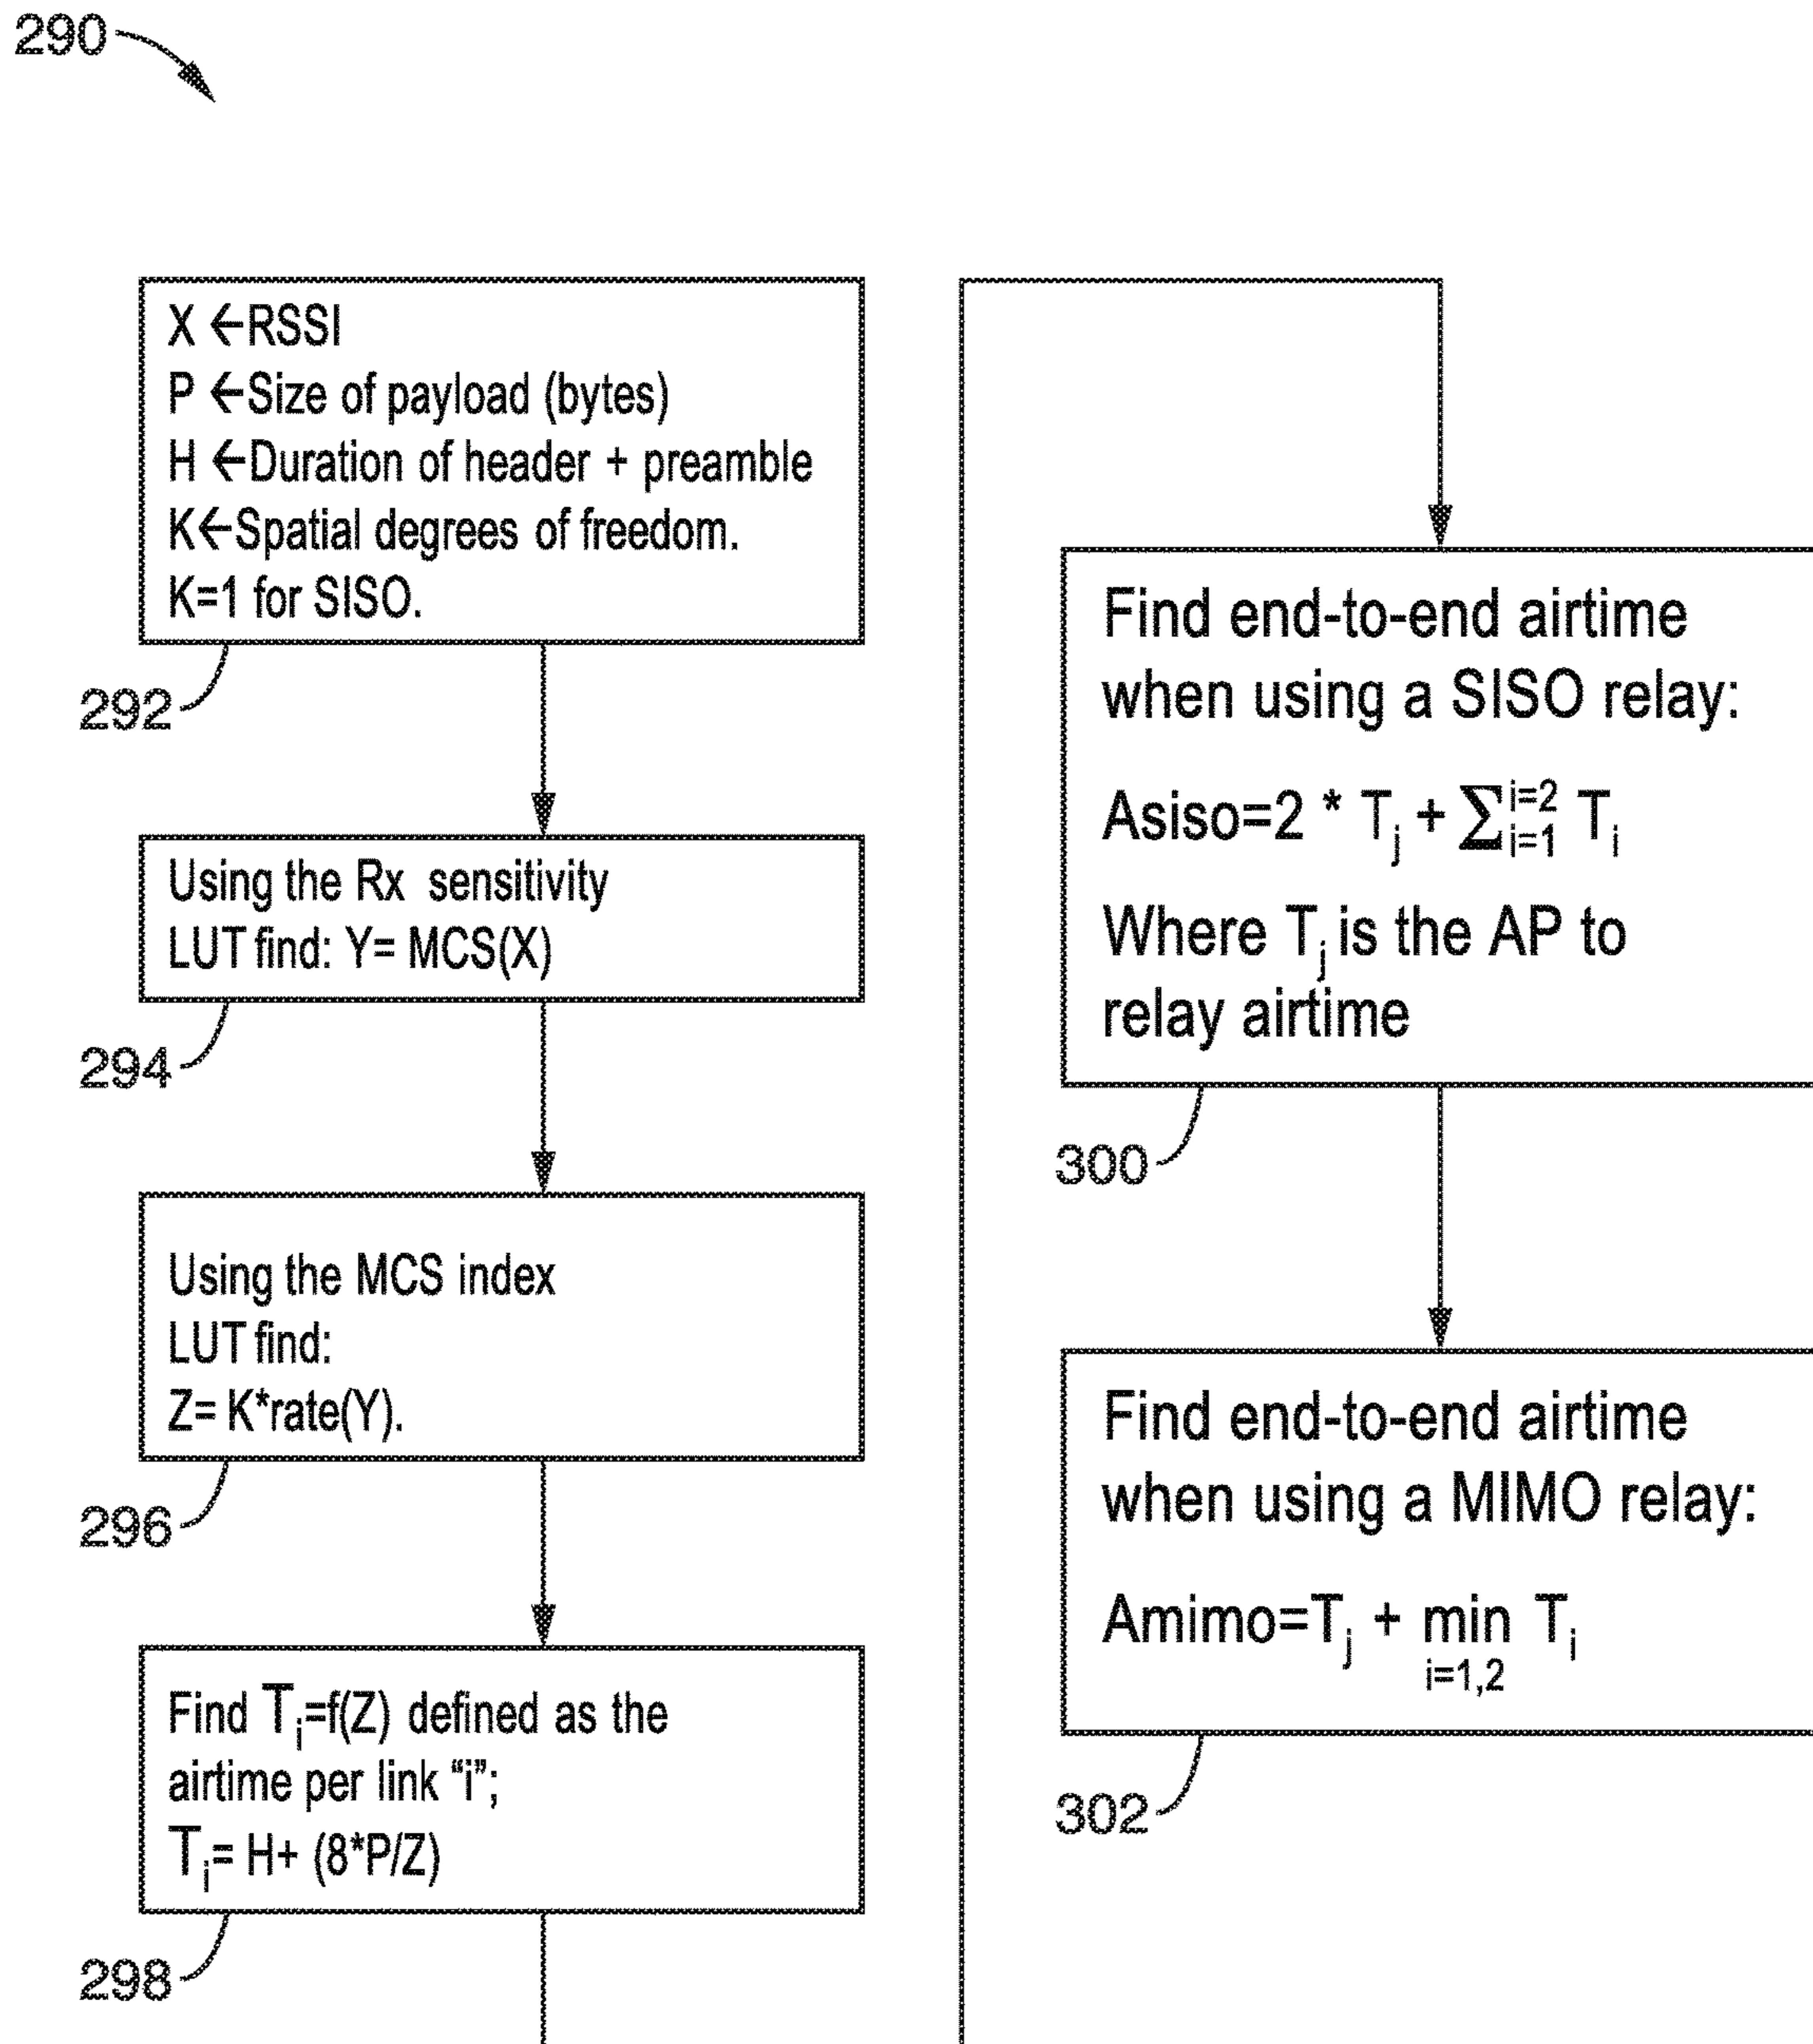 290
X ←RSSI
P ←Size of payload (bytes)
H ←Duration of header + preamble
K←Spatial degrees of freedom.
K=1 for SISO.
292
Using the Rx sensitivity
LUT find: Y= MCS(X)
294
Using the MCS index
LUT find:
Z= K*rate(Y).
296
Find Ti=f(Z) defined as the
airtime per link “i”;
Ti= H+ (8*P/Z)
298
Find end-to-end airtime
when using a SISO relay:
Asiso=2 * Tj + ∑i=1i=2 Ti
Where Tj is the AP to
relay airtime
300
Find end-to-end airtime
when using a MIMO relay:
Amimo=Tj + min Ti
i=1,2
302